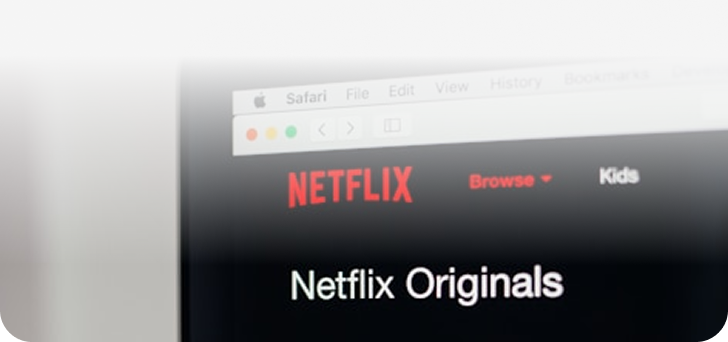 Safari File Edit View History Bookmarks
NETFLIX Browse Kids
Netflix Originals